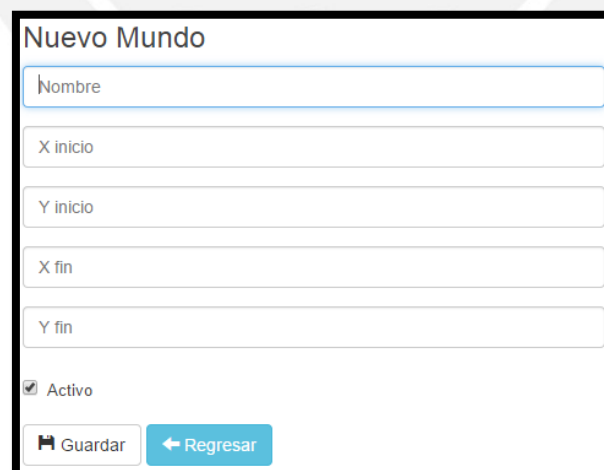 Nuevo Mundo
Nombre
X inicio
Y inicio
X fin
Y fin
Activo
Guardar Regresar